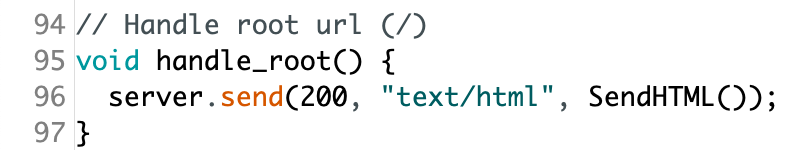 94 // Handle root url (/)
95 void handle_root() {
96   server.send(200, "text/html", SendHTML());
97 }